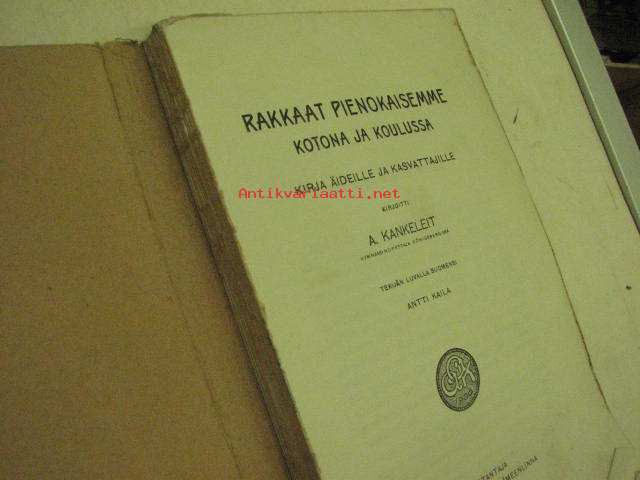 RAKKAAT PIENOKAISEMME
KOTONA JA KOULUSSA
KIRJA ÄIDEILLE JA KASVATTAJILLE
Antikvariaatti.net
KIRJOITTI
A. KANKELEIT
TEKIJÄN LUVALLA SUOMENSI
ANTTI KAILA